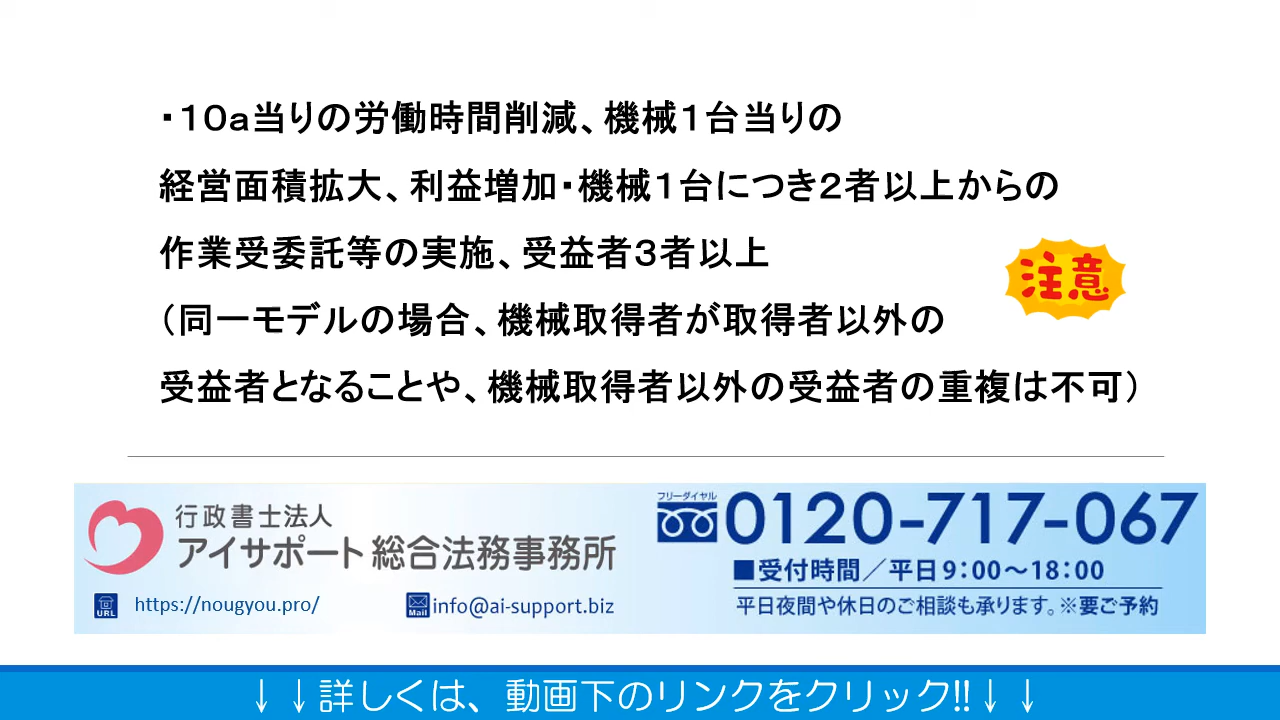 ・１０a当りの労働時間削減、機械１台当りの
経営面積拡大、利益増加・機械１台につき２者以上からの
作業受委託等の実施、受益者３者以上
注意
（同一モデルの場合、機械取得者が取得者以外の
受益者となることや、機械取得者以外の受益者の重複は不可）
行政書士法人
アイサポート 総合法務事務所
URL https://nougyou.pro/
Mail info@ai-support.biz
フリーダイヤル
0120-717-067
■受付時間／平日9：00～18：00
平日夜間や休日のご相談も承ります。※要ご予約
↓↓詳しくは、動画下のリンクをクリック!!↓↓